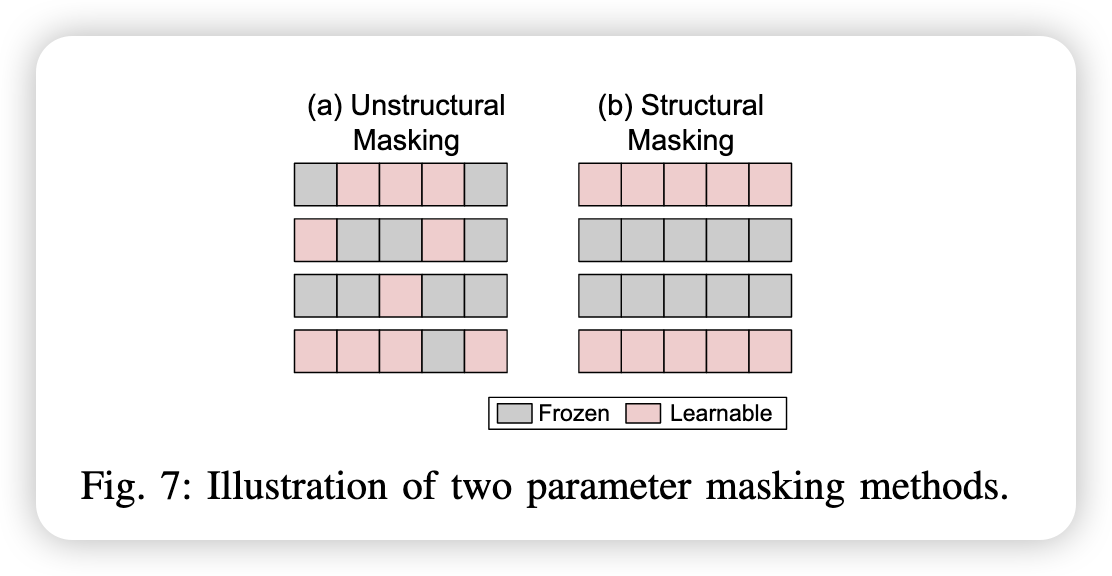 (a) Unstructural
Masking
(b) Structural
Masking
Frozen
Learnable
Fig. 7: Illustration of two parameter masking methods.